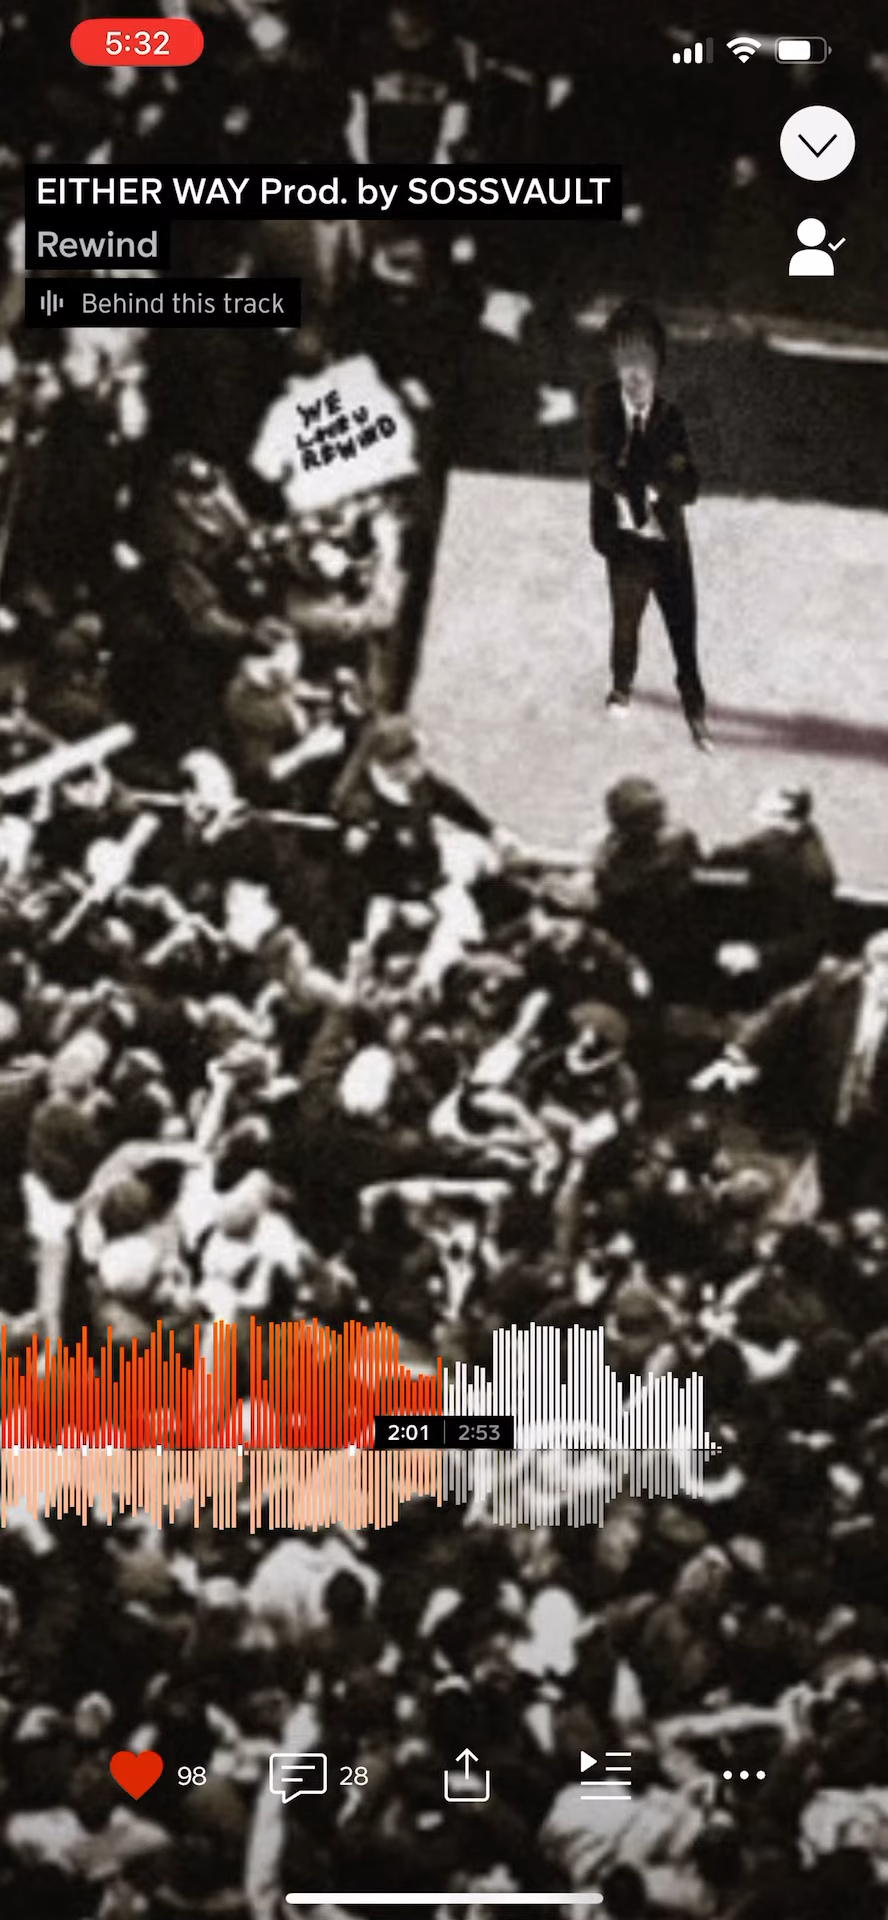 5:32
EITHER WAY Prod. by SOSSVAULT
Rewind
Behind this track
WE
LOVE U
REWIND
2:01 | 2:53
98
28